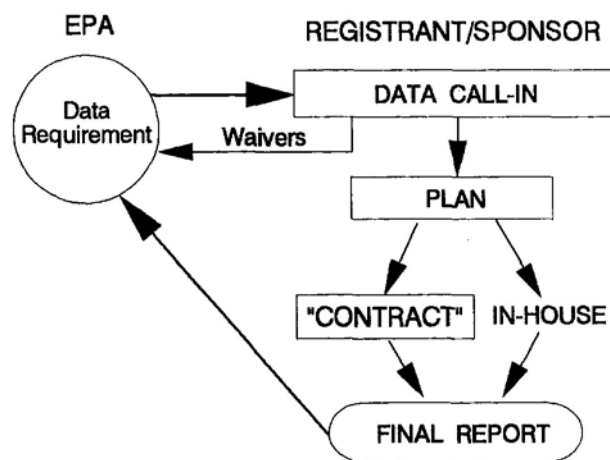 EPA
REGISTRANT/SPONSOR
Data
Requirement
DATA CALL-IN
Waivers
PLAN
"CONTRACT"
IN-HOUSE
FINAL REPORT